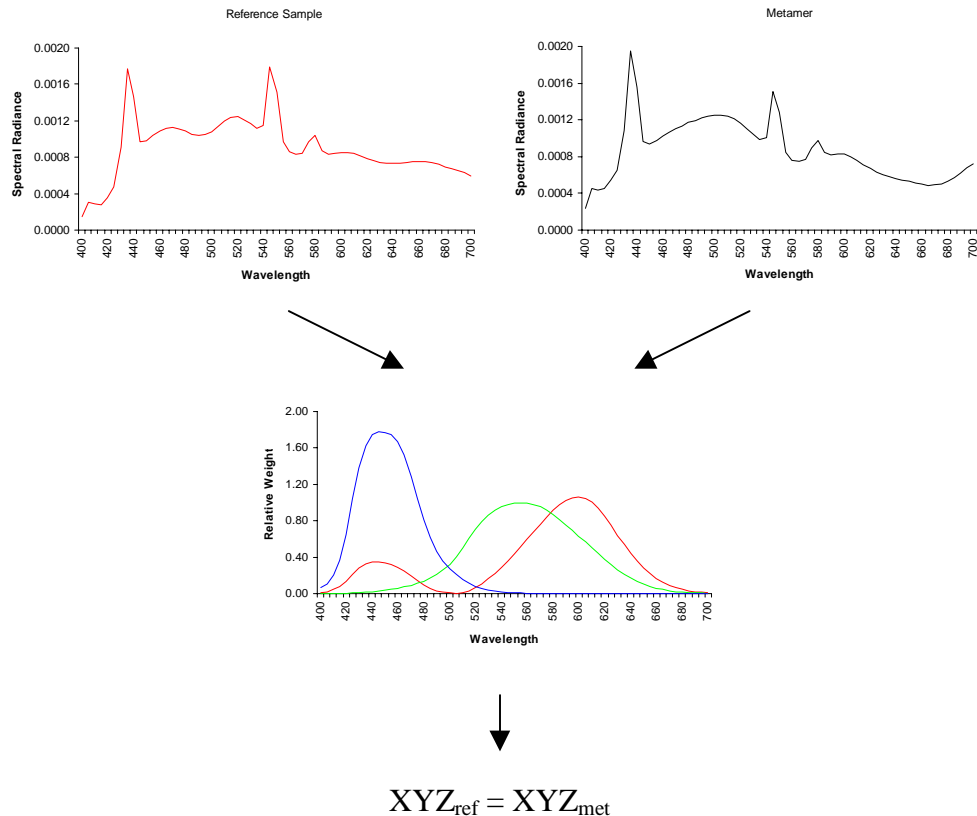 Reference Sample
Spectral Radiance
0.0020
0.0016
0.0012
0.0008
0.0004
0.0000
400 420 440 460 480 500 520 540 560 580 600 620 640 660 680 700
Wavelength
Metamer
Spectral Radiance
0.0020
0.0016
0.0012
0.0008
0.0004
0.0000
400 420 440 460 480 500 520 540 560 580 600 620 640 660 680 700
Wavelength
Relative Weight
2.00
1.60
1.20
0.80
0.40
0.00
400 420 440 460 480 500 520 540 560 580 600 620 640 660 680 700
Wavelength
XYZref = XYZmet